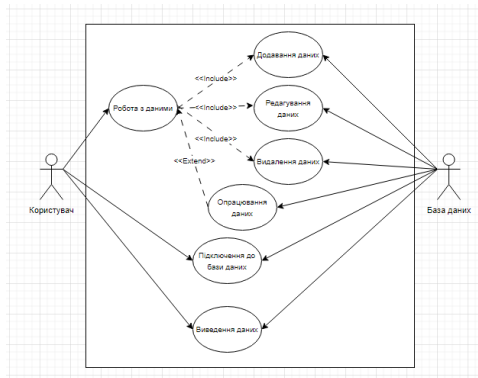 Додавання даних
<<Include>>
Робота з даними
<<Include>>
Редагування
даних
<<Include>>
Видалення даних
<<Extend>>
Опрацювання
даних
Користувач
База даних
Підключення до
бази даних
Виведення даних